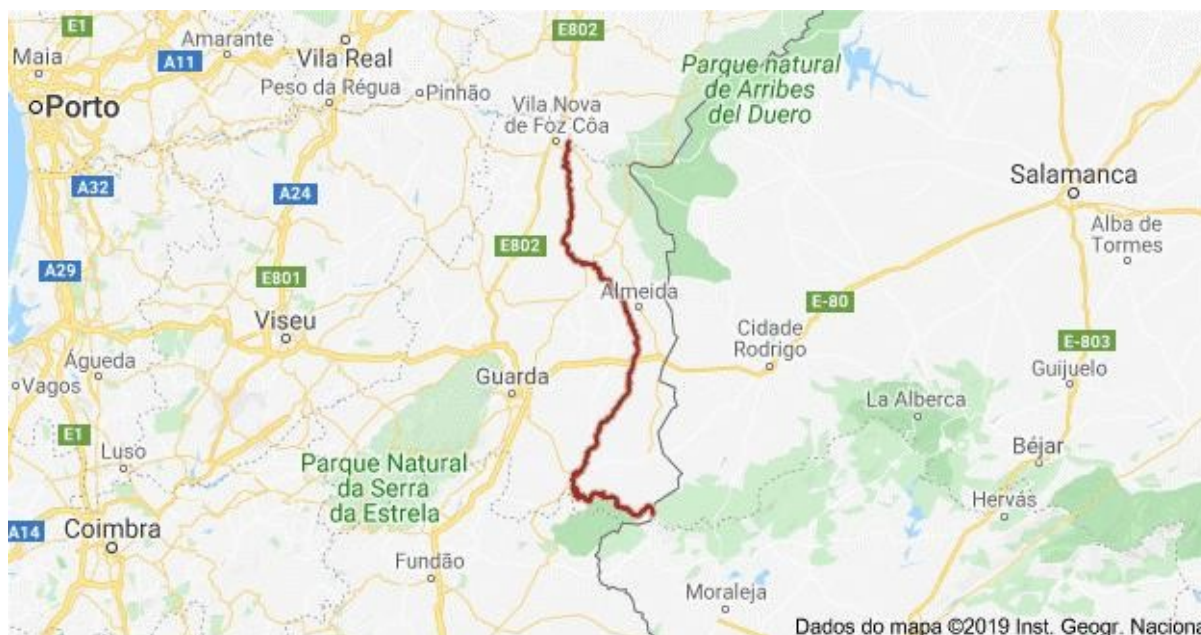 E1
Amarante
Vila Real
E802
Maia
A11
Peso da Régua
Pinhão
Parque natural
de Arribes
del Duero
Porto
Vila Nova
de Foz Côa
A32
A24
Salamanca
Alba de
Tormes
E802
A29
E801
Almeida
E-80
Viseu
Cidade
Rodrigo
E-803
Águeda
Vagos
Guarda
Guijuelo
La Alberca
E1
Luso
Béjar
Parque Natural
da Serra
da Estrela
Hervás
A14
Coimbra
Fundão
Moraleja
Dados do mapa ©2019 Inst. Geogr. Naciona